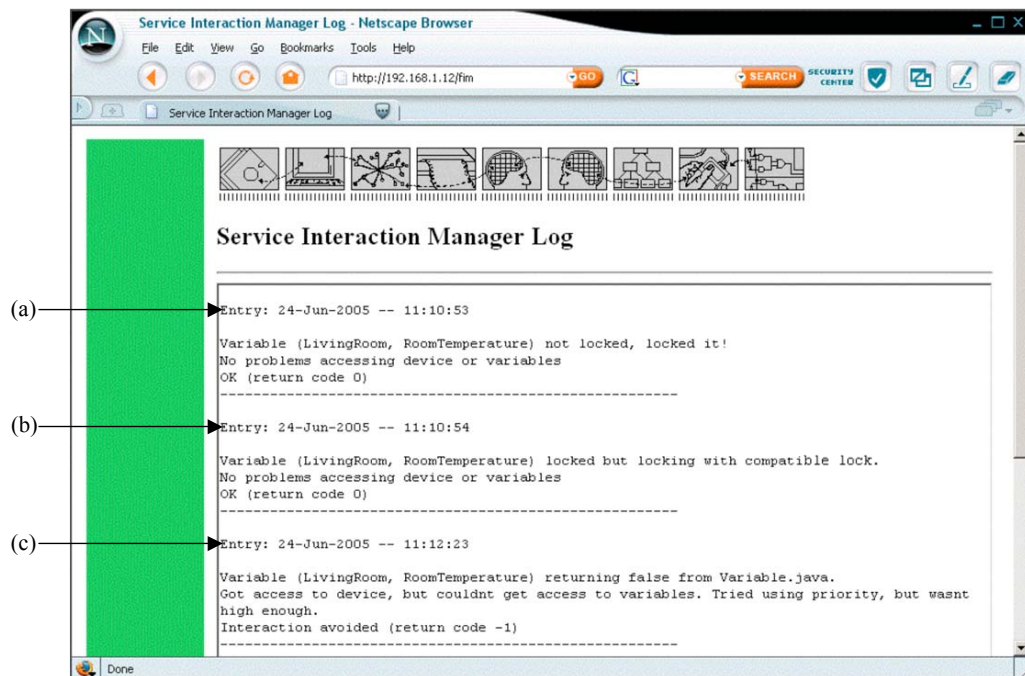 Service Interaction Manager Log - Netscape Browser
File Edit View Go Bookmarks Tools Help
http://192.168.1.12/fim GO G SEARCH SECURITY CENTER
Service Interaction Manager Log
Service Interaction Manager Log
(a) Entry: 24-Jun-2005 -- 11:10:53
Variable (LivingRoom, RoomTemperature) not locked, locked it!
No problems accessing device or variables
OK (return code 0)
----------------------------------------------------------
(b) Entry: 24-Jun-2005 -- 11:10:54
Variable (LivingRoom, RoomTemperature) locked but locking with compatible lock.
No problems accessing device or variables
OK (return code 0)
----------------------------------------------------------
(c) Entry: 24-Jun-2005 -- 11:12:23
Variable (LivingRoom, RoomTemperature) returning false from Variable.java.
Got access to device, but couldnt get access to variables. Tried using priority, but wasnt
high enough.
Interaction avoided (return code -1)
----------------------------------------------------------
Done